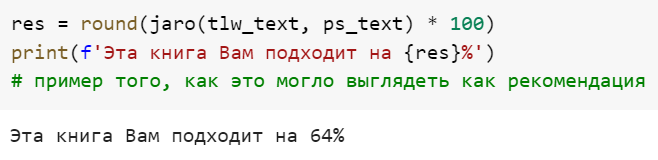 res = round(jaro(tlw_text, ps_text) * 100)
print(f'Эта книга Вам подходит на {res}%')
# пример того, как это могло выглядеть как рекомендация
Эта книга Вам подходит на 64%